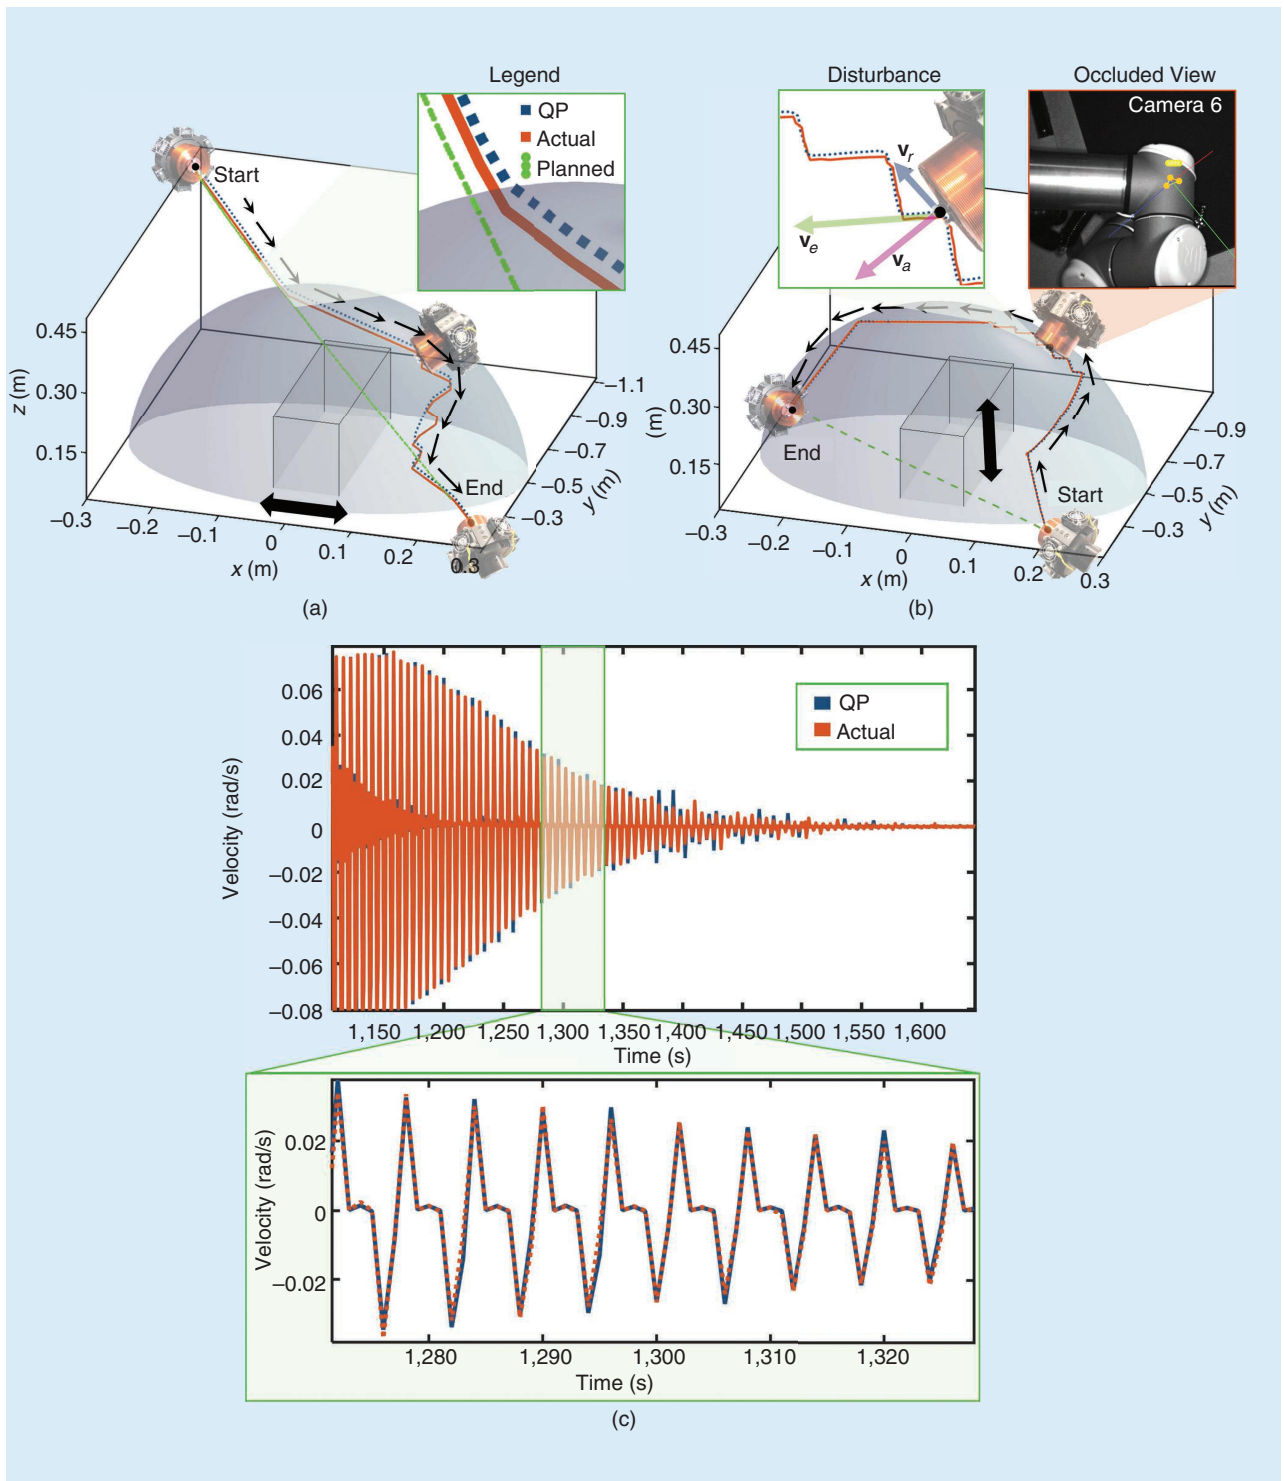 Legend
QP
Actual
Planned
Start
End
z (m)
0.45
0.30
0.15
–0.3
–0.2
–0.1
0
0.1
0.2
0.3
x (m)
–1.1
–0.9
–0.7
–0.5
–0.3
y (m)
(a)
Disturbance
vr
ve
va
Occluded View
Camera 6
End
Start
(m)
0.45
0.30
0.15
–0.3
–0.2
–0.1
0
0.1
0.2
0.3
x (m)
–0.9
–0.7
–0.5
–0.3
y (m)
(b)
QP
Actual
Velocity (rad/s)
0.06
0.04
0.02
0
–0.02
–0.04
–0.06
–0.08
1,150 1,200 1,250 1,300 1,350 1,400 1,450 1,500 1,550 1,600
Time (s)
Velocity (rad/s)
0.02
0
–0.02
1,280 1,290 1,300 1,310 1,320
Time (s)
(c)